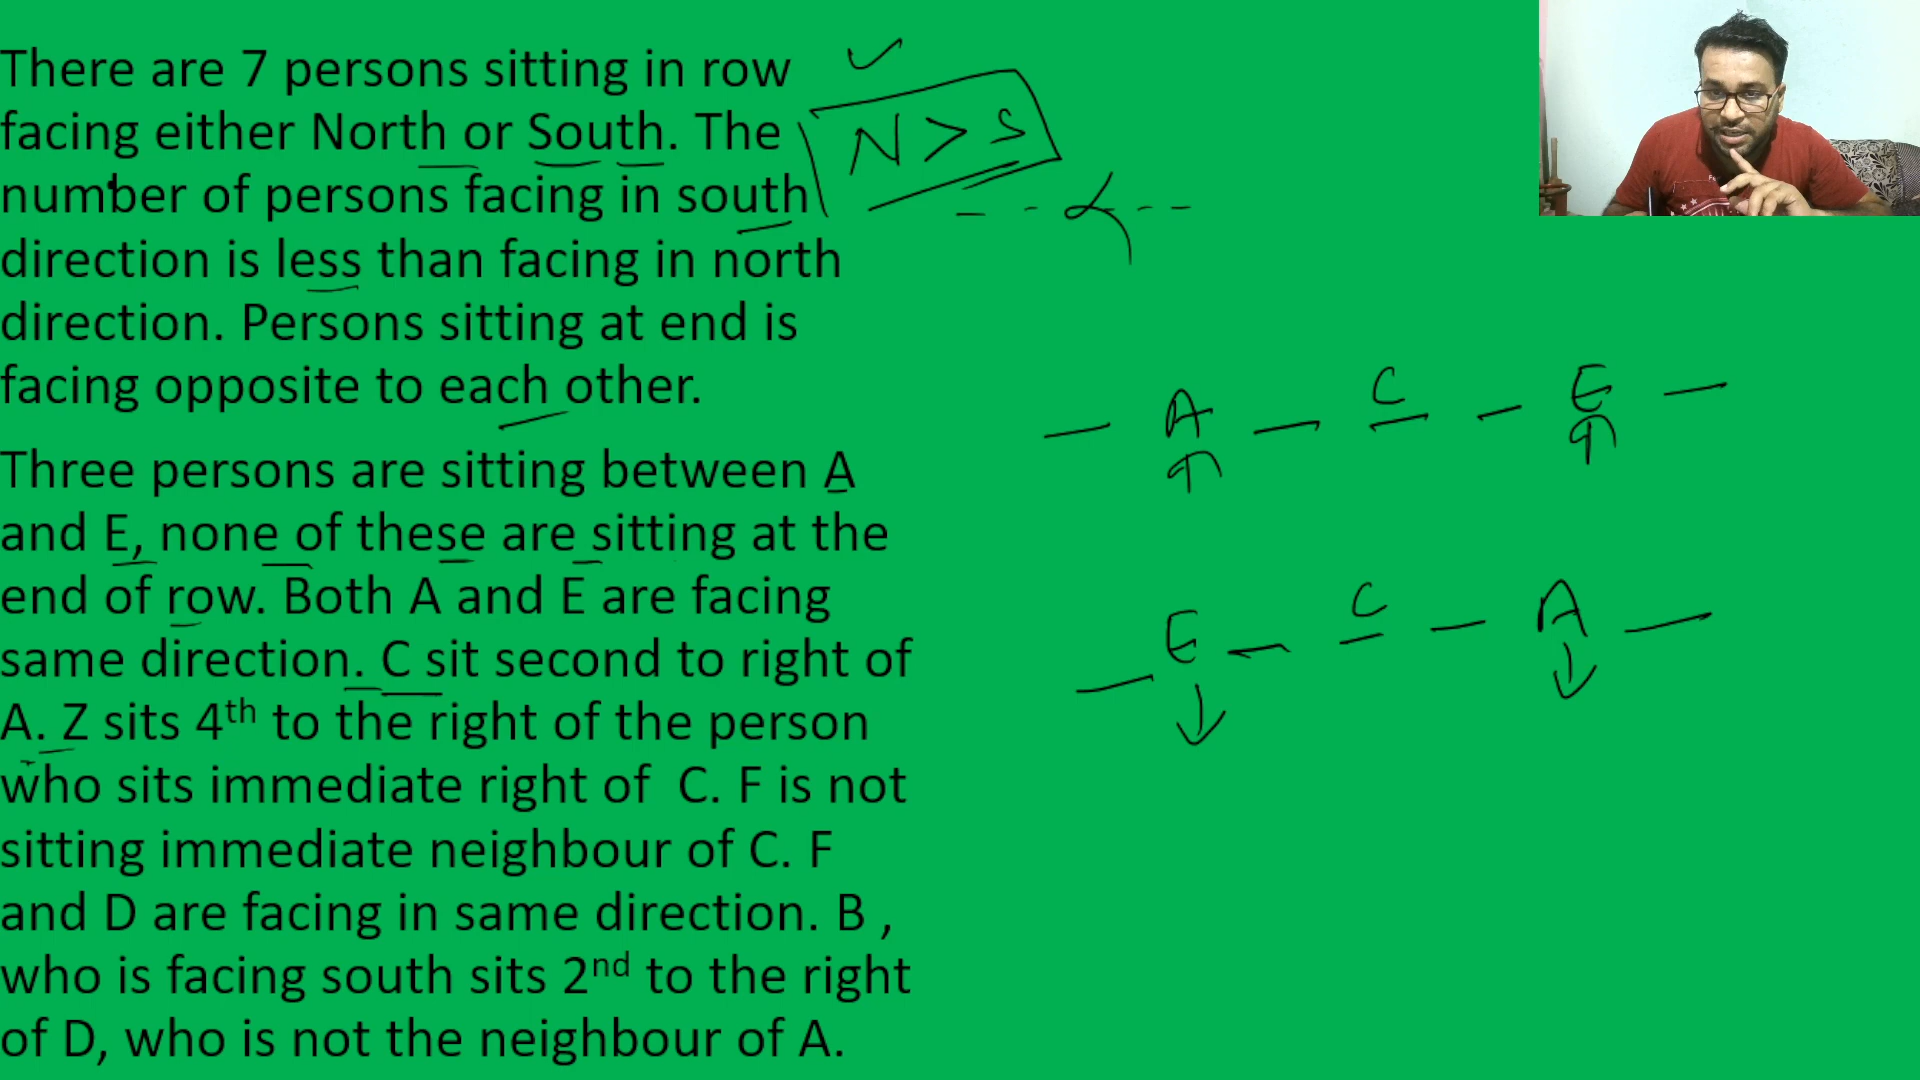 There are 7 persons sitting in row
facing either North or South. The
number of persons facing in south
direction is less than facing in north
direction. Persons sitting at end is
facing opposite to each other.
Three persons are sitting between A
and E, none of these are sitting at the
end of row. Both A and E are facing
same direction. C sit second to right of
A. Z sits 4th to the right of the person
who sits immediate right of C. F is not
sitting immediate neighbour of C. F
and D are facing in same direction. B ,
who is facing south sits 2nd to the right
of D, who is not the neighbour of A.
N > S
A C E
E C A